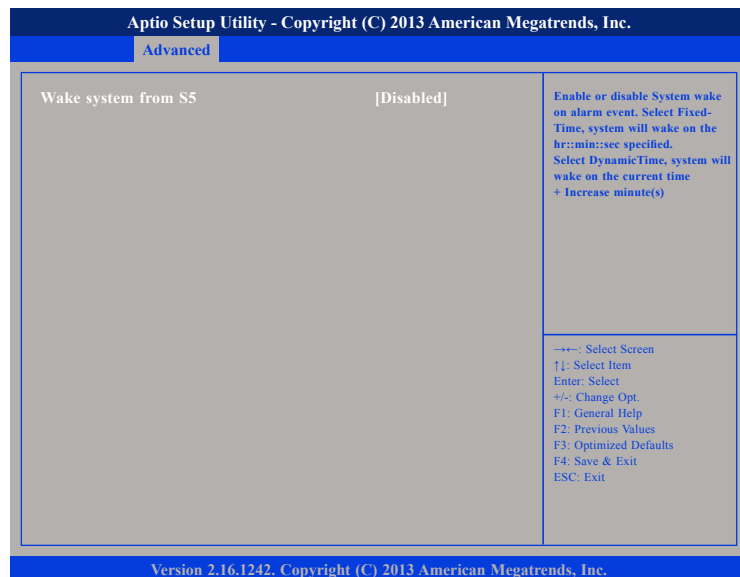 Aptio Setup Utility - Copyright (C) 2013 American Megatrends, Inc.
Advanced
Wake system from S5 [Disabled]
Enable or disable System wake
on alarm event. Select Fixed-
Time, system will wake on the
hr::min::sec specified.
Select DynamicTime, system will
wake on the current time
+ Increase minute(s)
→←: Select Screen
↑↓: Select Item
Enter: Select
+/-: Change Opt.
F1: General Help
F2: Previous Values
F3: Optimized Defaults
F4: Save & Exit
ESC: Exit
Version 2.16.1242. Copyright (C) 2013 American Megatrends, Inc.